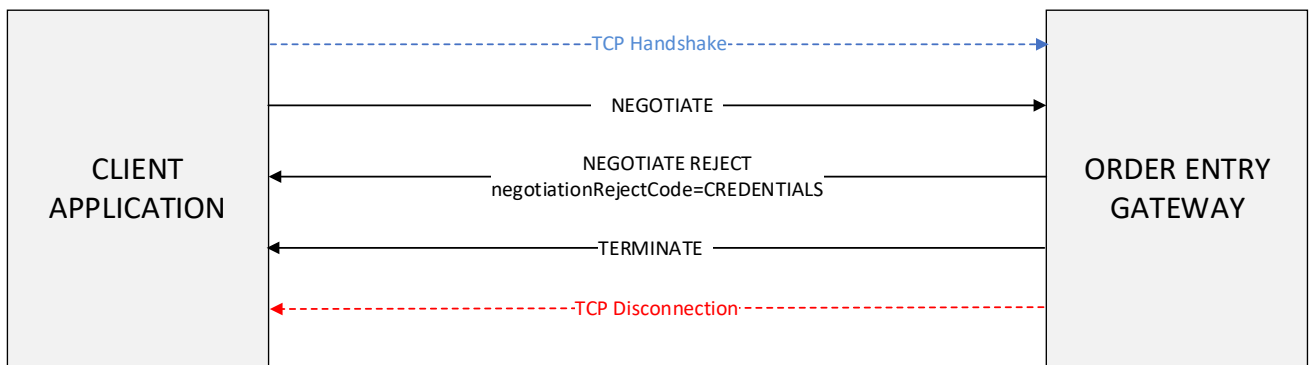 TCP Handshake
NEGOTIATE
CLIENT
APPLICATION
NEGOTIATE REJECT
negotiationRejectCode=CREDENTIALS
ORDER ENTRY
GATEWAY
TERMINATE
TCP Disconnection